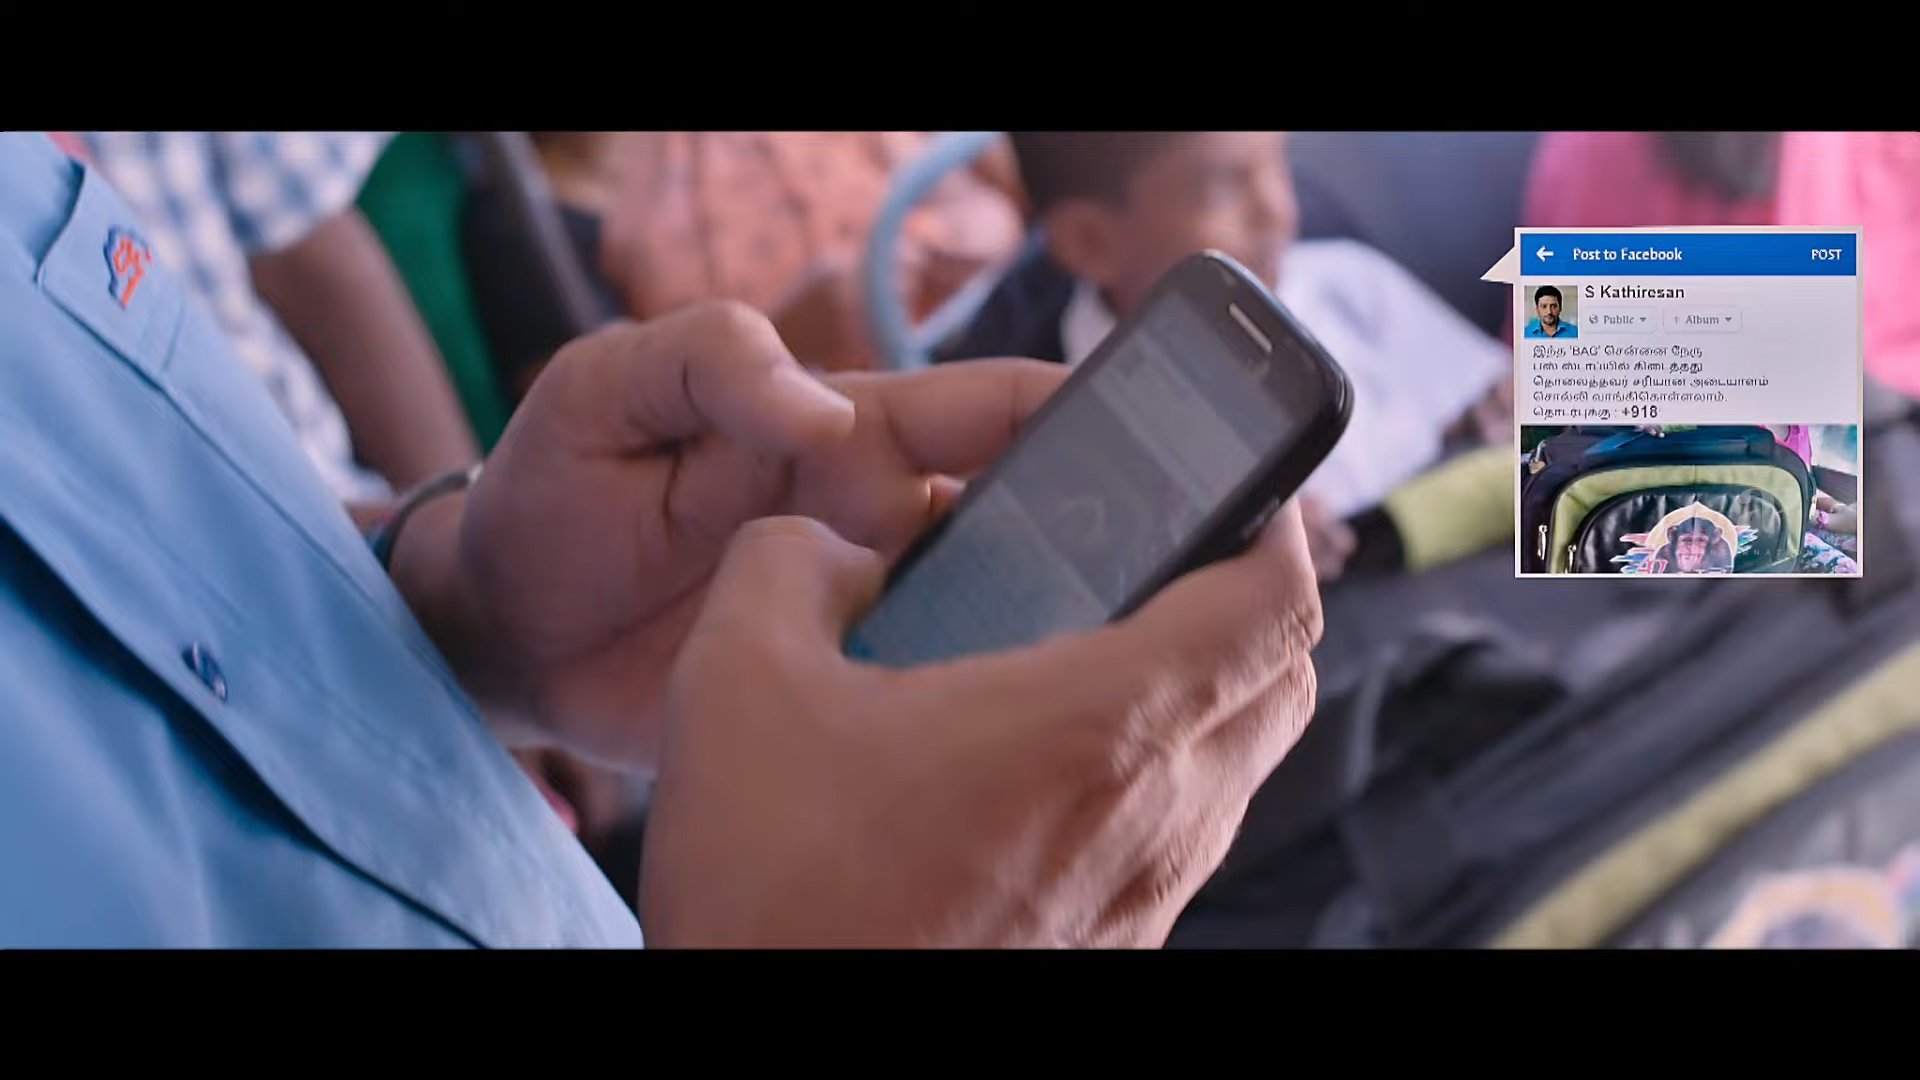 Post to Facebook POST
S Kathiresan
Public + Album
இந்த 'BAG' சென்னை நேரு
பஸ் ஸ்டாப்பில் கிடைத்தது
தொலைத்தவர் சரியான அடையாளம்
சொல்லி வாங்கிகொள்ளலாம்.
தொடர்புக்கு : +918